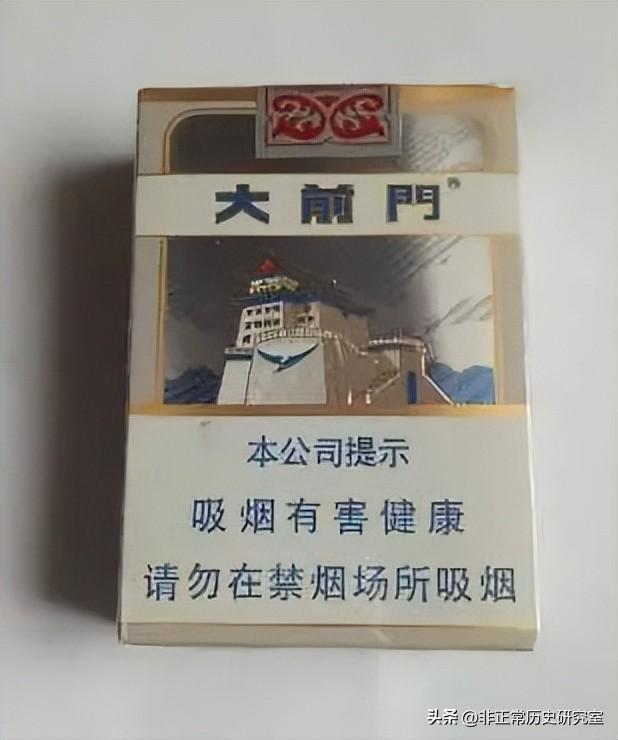 大前門®
本公司提示
吸烟有害健康
请勿在禁烟场所吸烟
头条 @非正常历史研究室